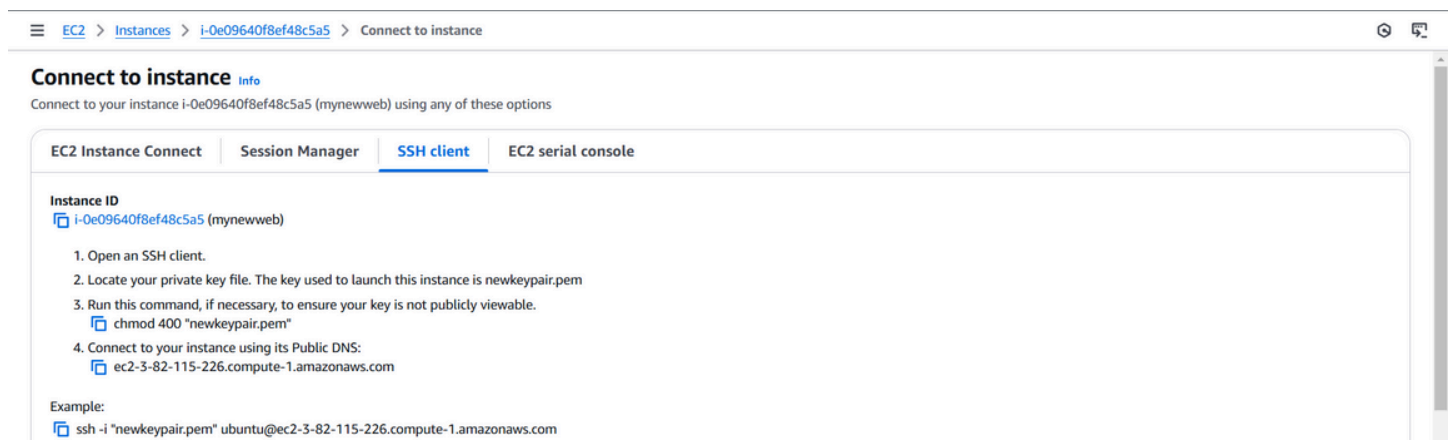 EC2 > Instances > i-0e09640f8ef48c5a5 > Connect to instance
Connect to instance Info
Connect to your instance i-0e09640f8ef48c5a5 (mynewweb) using any of these options
EC2 Instance Connect Session Manager SSH client EC2 serial console
Instance ID
i-0e09640f8ef48c5a5 (mynewweb)
1. Open an SSH client.
2. Locate your private key file. The key used to launch this instance is newkeypair.pem
3. Run this command, if necessary, to ensure your key is not publicly viewable.
chmod 400 "newkeypair.pem"
4. Connect to your instance using its Public DNS:
ec2-3-82-115-226.compute-1.amazonaws.com
Example:
ssh -i "newkeypair.pem" ubuntu@ec2-3-82-115-226.compute-1.amazonaws.com